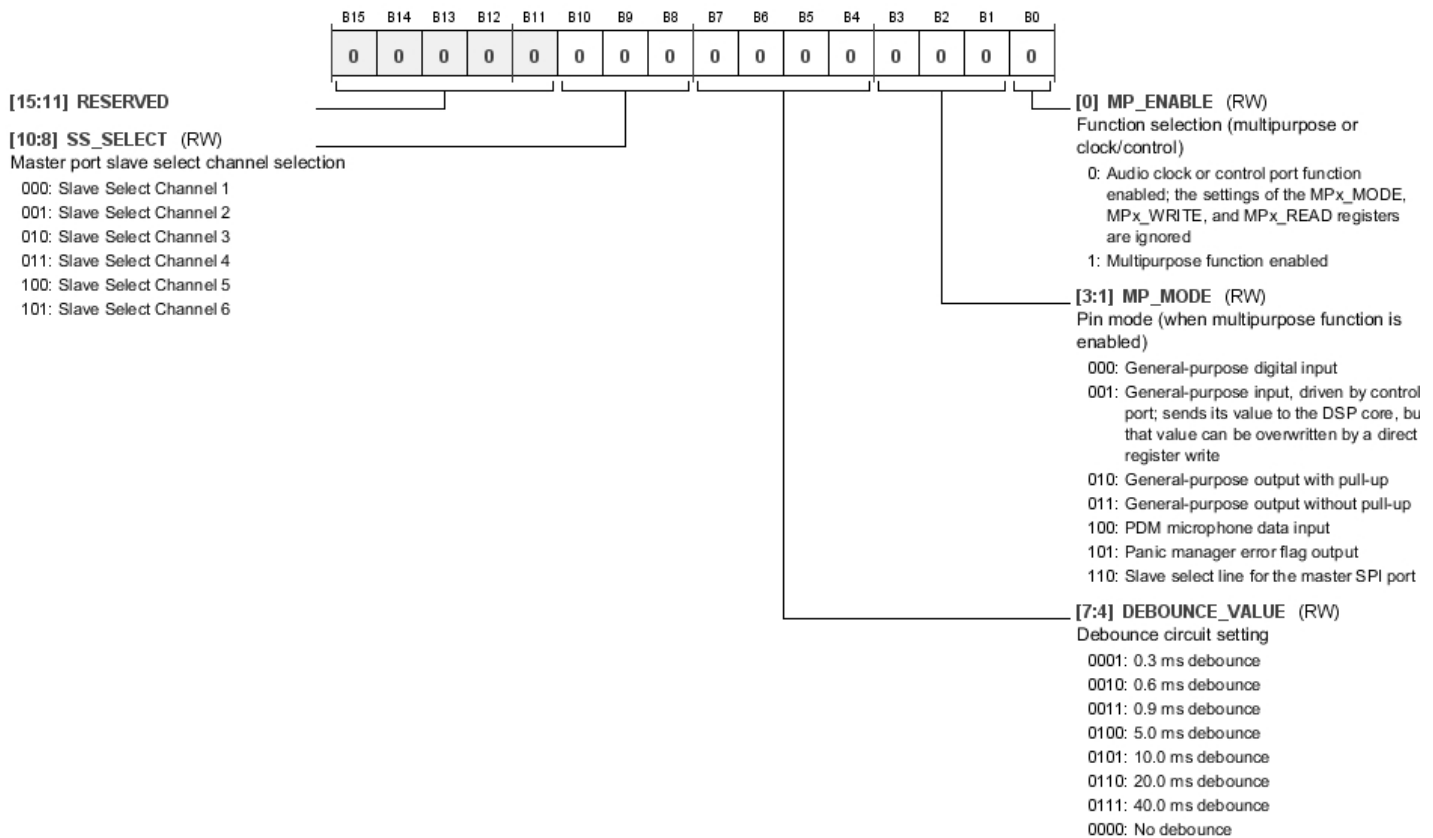 B15 B14 B13 B12 B11 B10 B9 B8 B7 B6 B5 B4 B3 B2 B1 B0
0 0 0 0 0 0 0 0 0 0 0 0 0 0 0 0
[15:11] RESERVED
[10:8] SS_SELECT (RW)
Master port slave select channel selection
000: Slave Select Channel 1
001: Slave Select Channel 2
010: Slave Select Channel 3
011: Slave Select Channel 4
100: Slave Select Channel 5
101: Slave Select Channel 6
[0] MP_ENABLE (RW)
Function selection (multipurpose or
clock/control)
0: Audio clock or control port function
enabled; the settings of the MPx_MODE,
MPx_WRITE, and MPx_READ registers
are ignored
1: Multipurpose function enabled
[3:1] MP_MODE (RW)
Pin mode (when multipurpose function is
enabled)
000: General-purpose digital input
001: General-purpose input, driven by control
port; sends its value to the DSP core, bu
that value can be overwritten by a direct
register write
010: General-purpose output with pull-up
011: General-purpose output without pull-up
100: PDM microphone data input
101: Panic manager error flag output
110: Slave select line for the master SPI port
[7:4] DEBOUNCE_VALUE (RW)
Debounce circuit setting
0001: 0.3 ms debounce
0010: 0.6 ms debounce
0011: 0.9 ms debounce
0100: 5.0 ms debounce
0101: 10.0 ms debounce
0110: 20.0 ms debounce
0111: 40.0 ms debounce
0000: No debounce